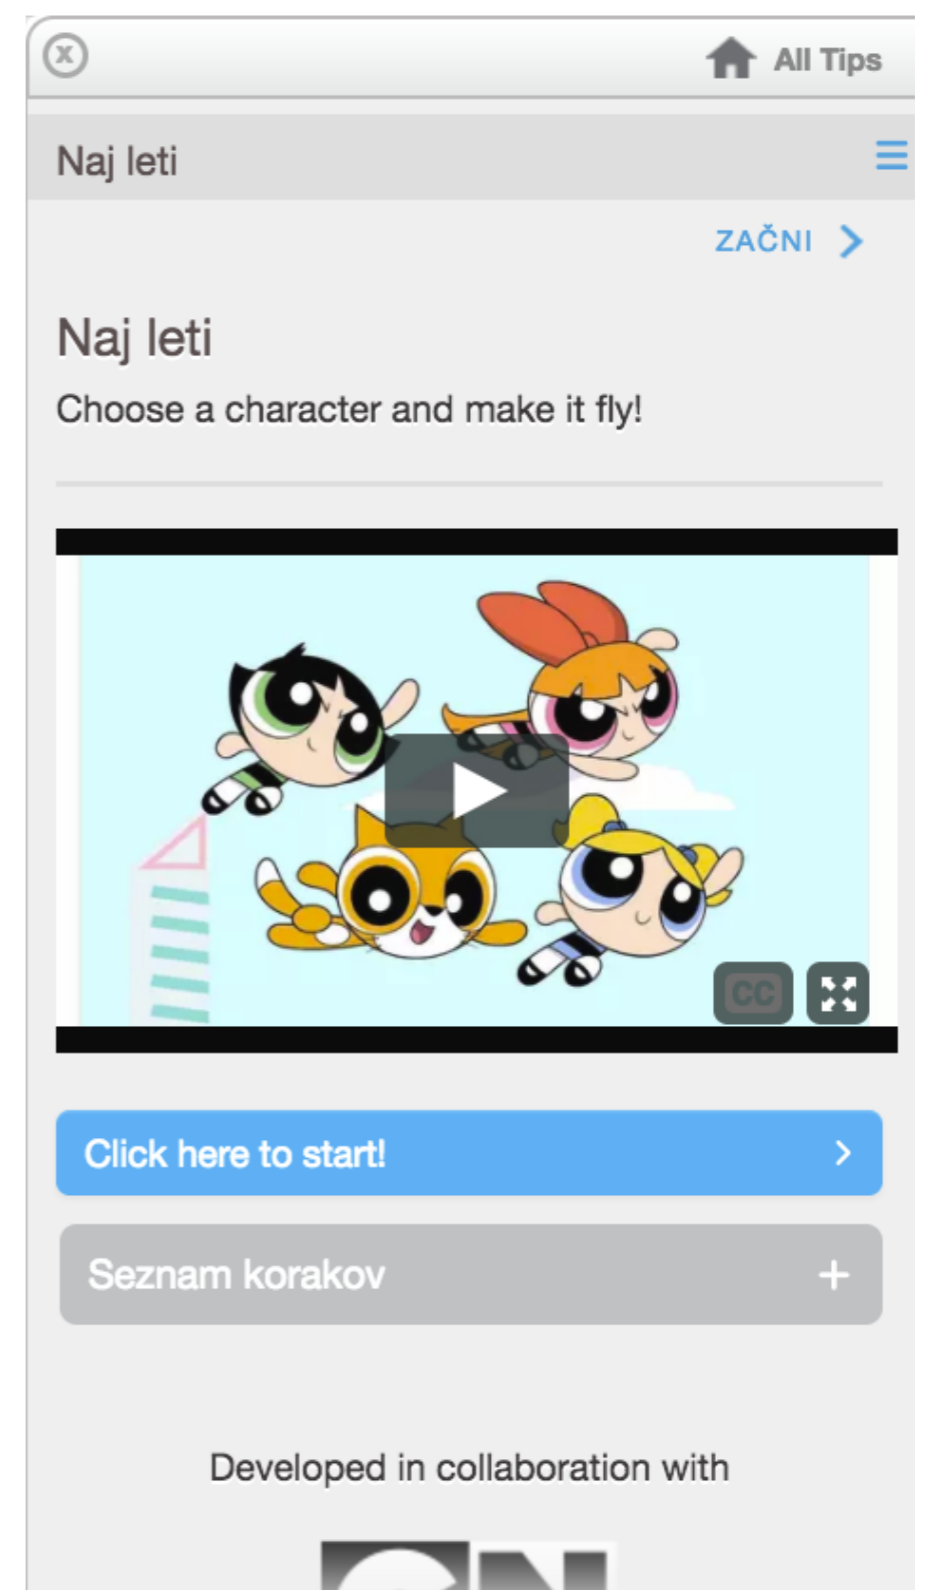 x
All Tips
Naj leti
ZAČNI
Naj leti
Choose a character and make it fly!
CC
Click here to start!
Seznam korakov
Developed in collaboration with
CN